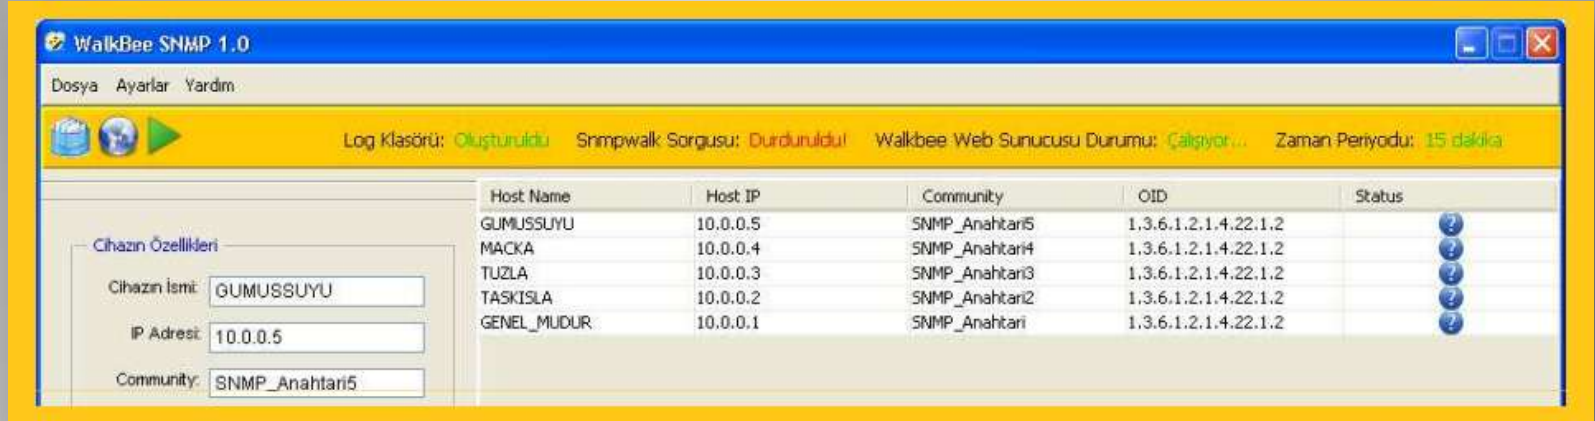 WalkBee SNMP 1.0
Dosya Ayarlar Yardım
Log Klasörü: Oluşturuldu Snmpwalk Sorgusu: Durduruldu! Walkbee Web Sunucusu Durumu: Çalışıyor... Zaman Periyodu: 15 dakika
Host Name Host IP Community OID Status
GUMUSSUYU 10.0.0.5 SNMP_Anahtari5 1.3.6.1.2.1.4.22.1.2 ?
MACKA 10.0.0.4 SNMP_Anahtari4 1.3.6.1.2.1.4.22.1.2 ?
TUZLA 10.0.0.3 SNMP_Anahtari3 1.3.6.1.2.1.4.22.1.2 ?
TASKISLA 10.0.0.2 SNMP_Anahtari2 1.3.6.1.2.1.4.22.1.2 ?
GENEL_MUDUR 10.0.0.1 SNMP_Anahtari 1.3.6.1.2.1.4.22.1.2 ?
Cihazın Özellikleri
Cihazın İsmi: GUMUSSUYU
IP Adresi: 10.0.0.5
Community: SNMP_Anahtari5